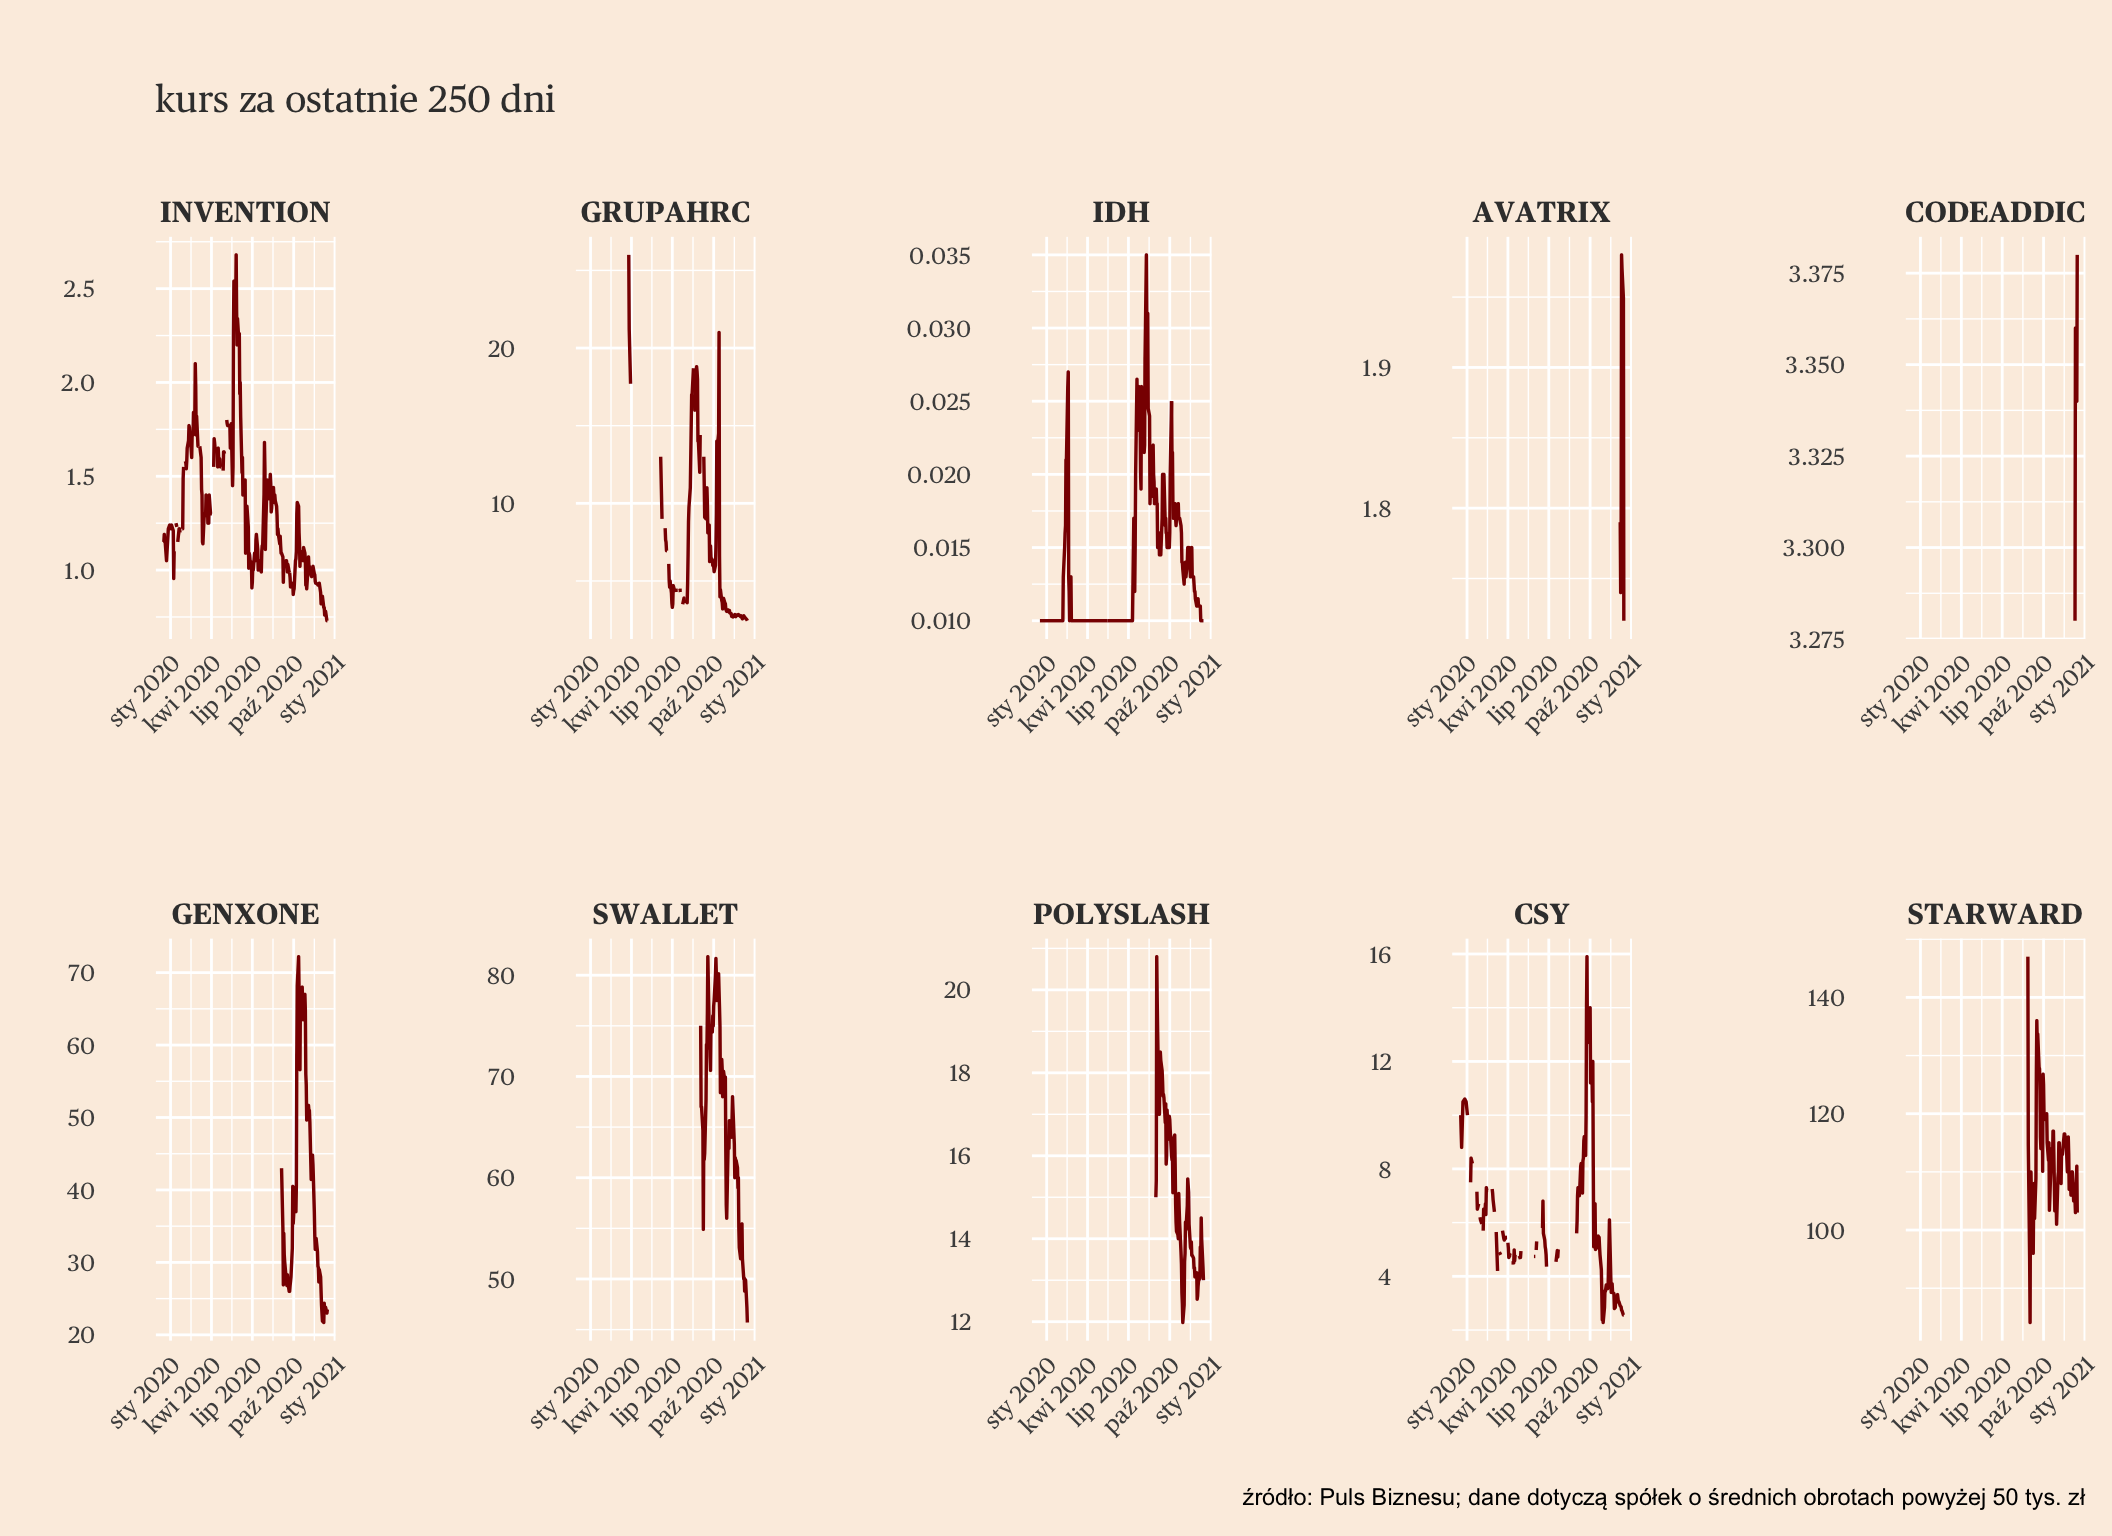 kurs za ostatnie 250 dni
INVENTION
GRUPAHRC
IDH
AVATRIX
CODEADDIC
2.5
2.0
1.5
1.0
20
10
0.035
0.030
0.025
0.020
0.015
0.010
1.9
1.8
3.375
3.350
3.325
3.300
3.275
sty 2020
kwi 2020
lip 2020
paź 2020
sty 2021
sty 2020
kwi 2020
lip 2020
paź 2020
sty 2021
sty 2020
kwi 2020
lip 2020
paź 2020
sty 2021
sty 2020
kwi 2020
lip 2020
paź 2020
sty 2021
sty 2020
kwi 2020
lip 2020
paź 2020
sty 2021
GENXONE
SWALLET
POLYSLASH
CSY
STARWARD
70
60
50
40
30
20
80
70
60
50
20
18
16
14
12
16
12
8
4
140
120
100
sty 2020
kwi 2020
lip 2020
paź 2020
sty 2021
sty 2020
kwi 2020
lip 2020
paź 2020
sty 2021
sty 2020
kwi 2020
lip 2020
paź 2020
sty 2021
sty 2020
kwi 2020
lip 2020
paź 2020
sty 2021
sty 2020
kwi 2020
lip 2020
paź 2020
sty 2021
źródło: Puls Biznesu; dane dotyczą spółek o średnich obrotach powyżej 50 tys. zł